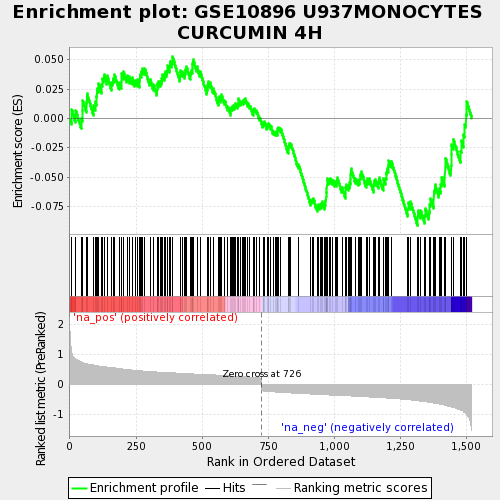 Enrichment plot: GSE10896 U937MONOCYTES
CURCUMIN 4H
Enrichment score (ES)
0.050
0.025
0.000
-0.025
-0.050
-0.075
'na_pos' (positively correlated)
Ranked list metric (PreRanked)
2
1
0
-1
Zero cross at 726
'na_neg' (negatively correlated)
0
250
500
750
1,000
1,250
1,500
Rank in Ordered Dataset
Enrichment profile
Hits
Ranking metric scores